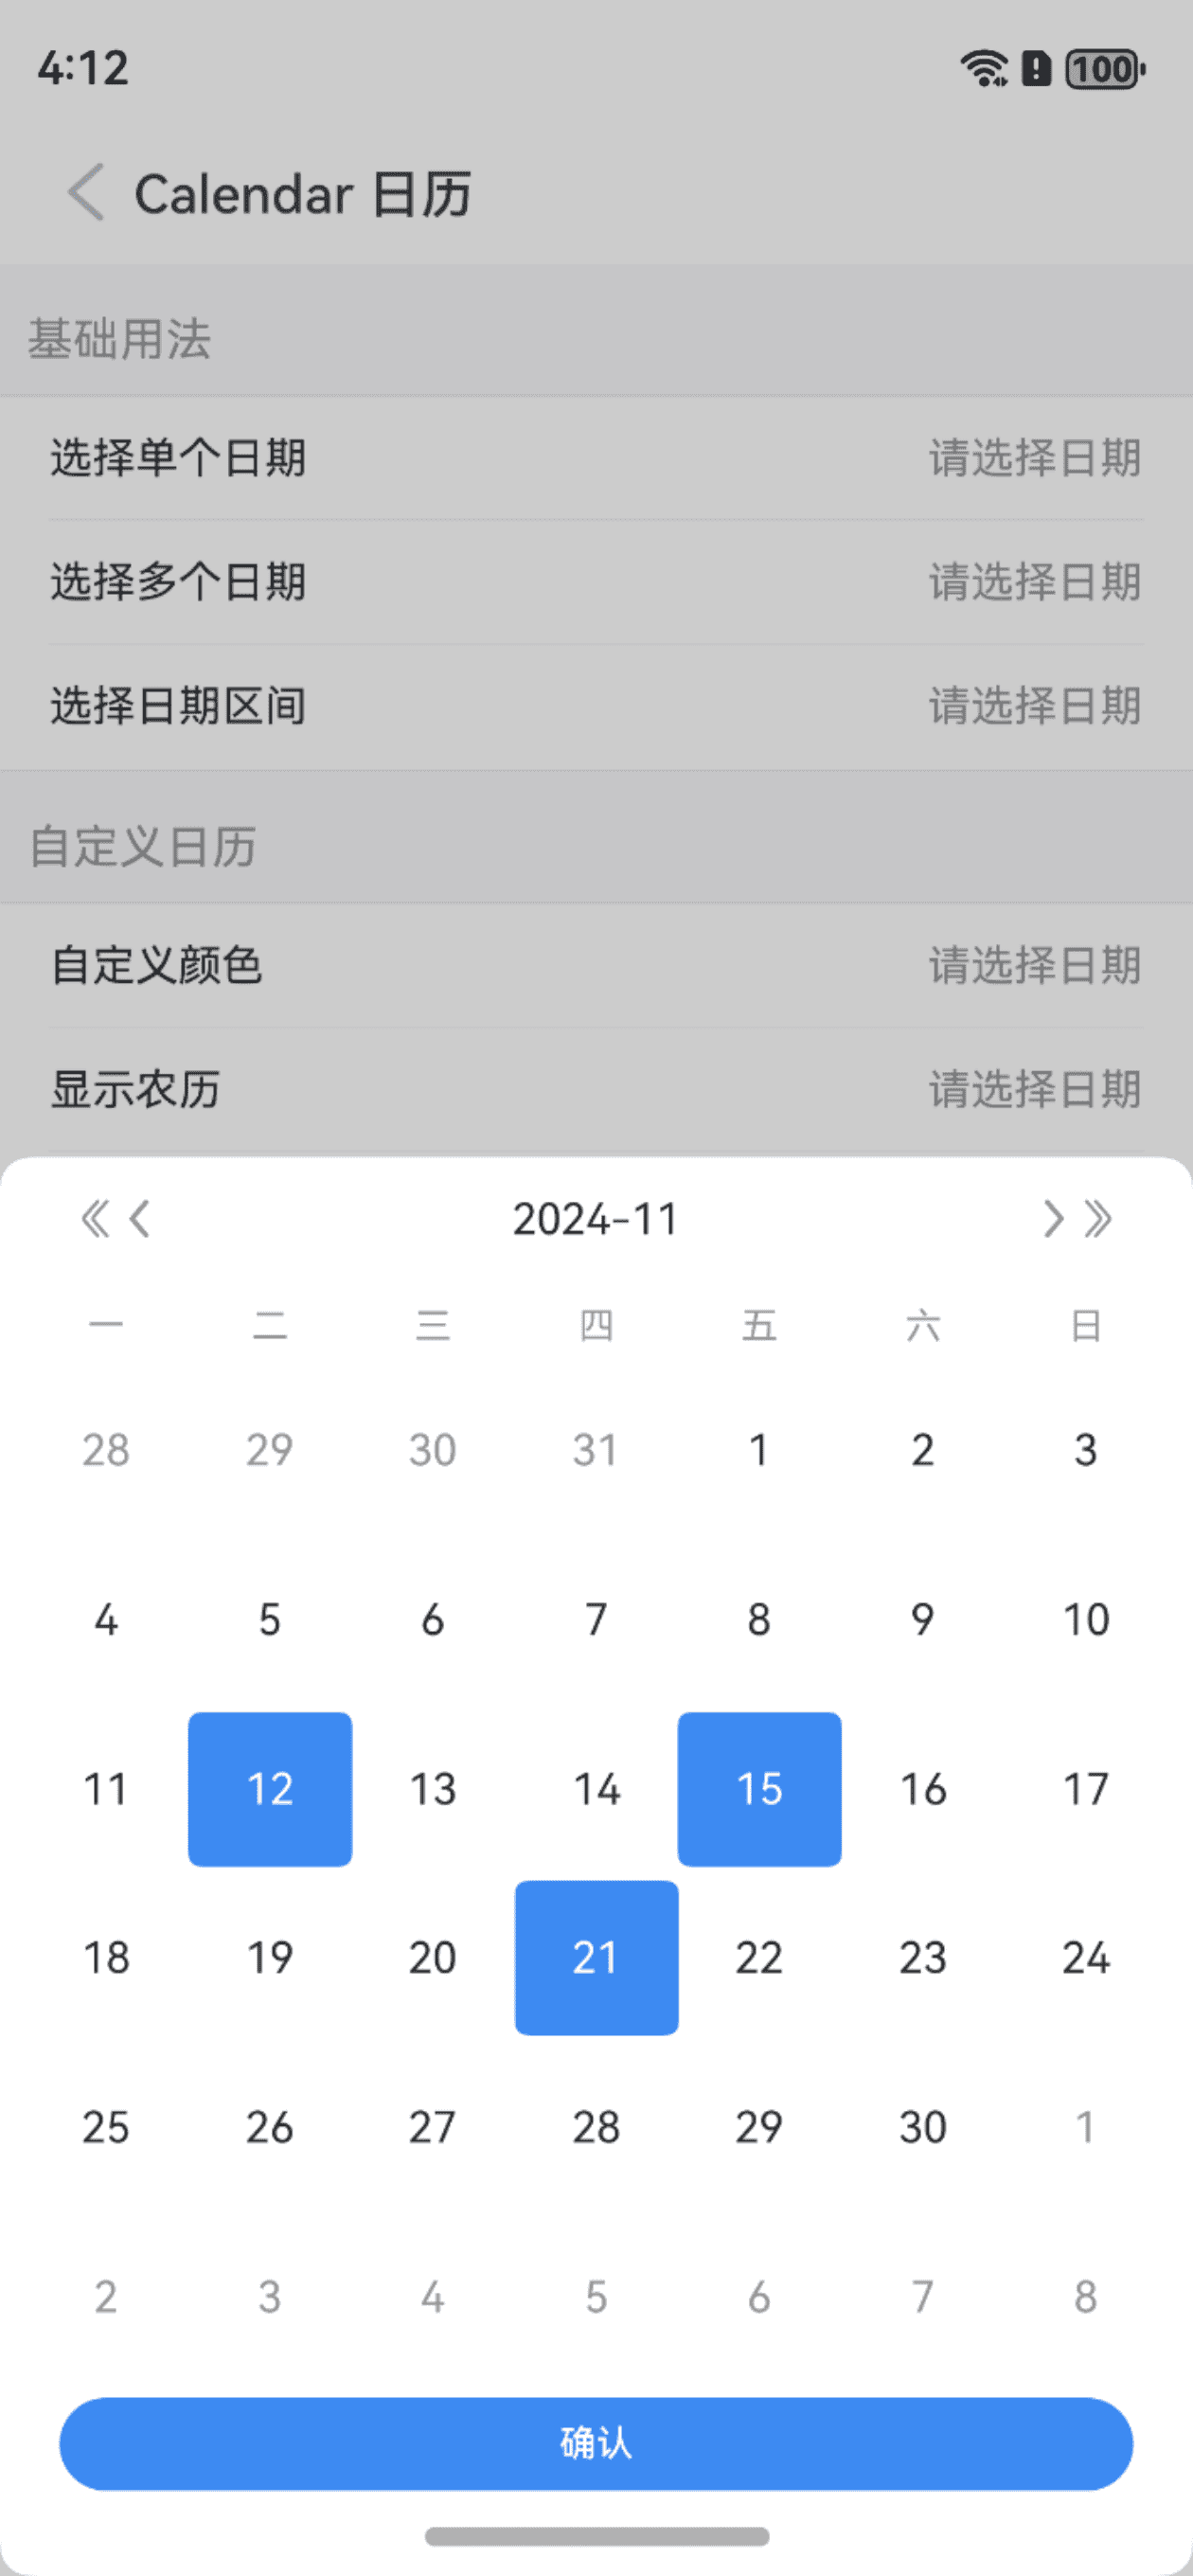 4:12 100
Calendar 日历
基础用法
选择单个日期 请选择日期
选择多个日期 请选择日期
选择日期区间 请选择日期
自定义日历
自定义颜色 请选择日期
显示农历 请选择日期
2024-11
一 二 三 四 五 六 日
28 29 30 31 1 2 3
4 5 6 7 8 9 10
11 12 13 14 15 16 17
18 19 20 21 22 23 24
25 26 27 28 29 30 1
2 3 4 5 6 7 8
确认